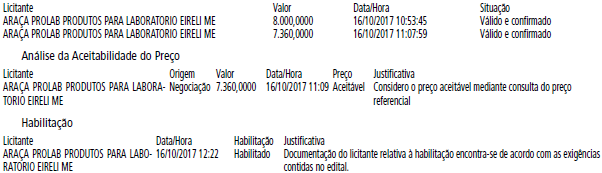 Licitante Valor Data/Hora Situação
ARAÇA PROLAB PRODUTOS PARA LABORATORIO EIRELI ME 8.000,0000 16/10/2017 10:53:45 Válido e confirmado
ARAÇA PROLAB PRODUTOS PARA LABORATORIO EIRELI ME 7.360,0000 16/10/2017 11:07:59 Válido e confirmado
Análise da Aceitabilidade do Preço
Licitante Origem Valor Data/Hora Preço Justificativa
ARAÇA PROLAB PRODUTOS PARA LABORA- Negociação 7.360,0000 16/10/2017 11:09 Aceitável Considero o preço aceitável mediante consulta do preço
TORIO EIRELI ME referencial
Habilitação
Licitante Data/Hora Habilitação Justificativa
ARAÇA PROLAB PRODUTOS PARA LABO- 16/10/2017 12:22 Habilitado Documentação do licitante relativa à habilitação encontra-se de acordo com as exigências
RATÓRIO EIRELI ME contidas no edital.